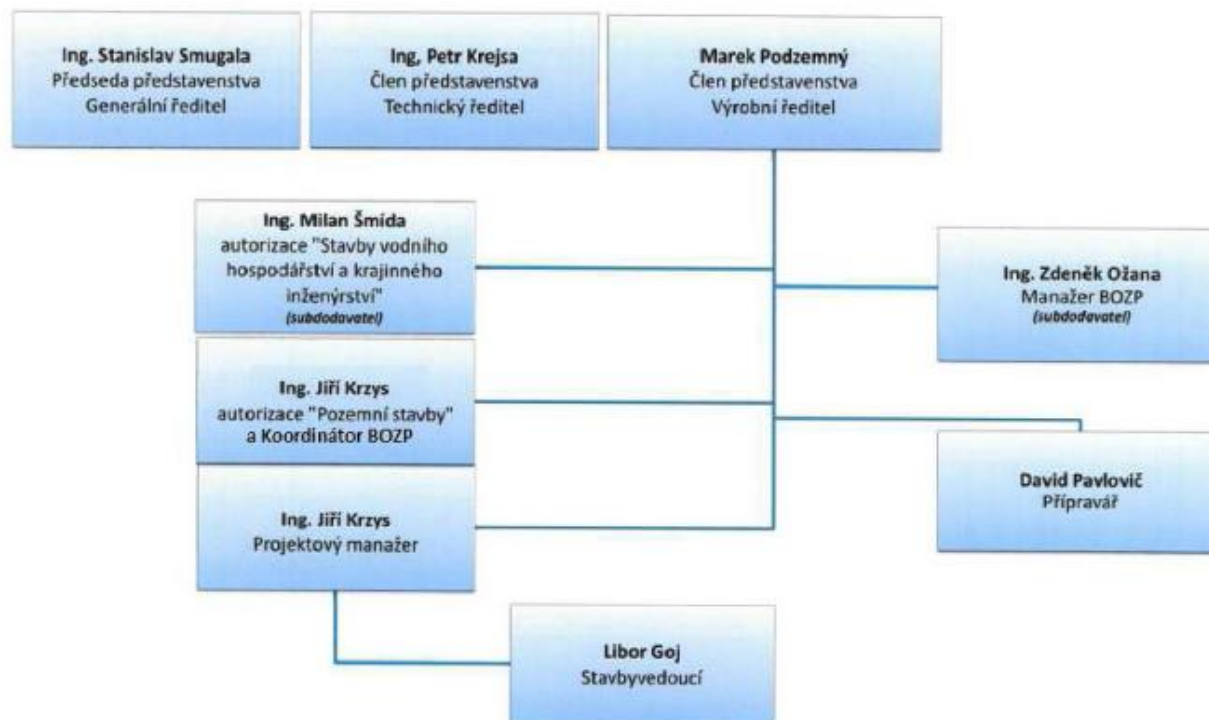 Ing. Stanislav Smugala
Předseda představenstva
Generální ředitel
Ing, Petr Krejsa
Člen představenstva
Technický ředitel
Marek Podzemný
Člen představenstva
Výrobní ředitel
Ing. Milan Šmída
autorizace "Stavby vodního
hospodářství a krajinného
inženýrství"
(subdodavatel)
Ing. Zdeněk Ožana
Manažer BOZP
(subdodavatel)
Ing. Jiří Krzys
autorizace "Pozemní stavby"
a Koordinátor BOZP
David Pavlovič
Přípravář
Ing. Jiří Krzys
Projektový manažer
Libor Goj
Stavbyvedoucí